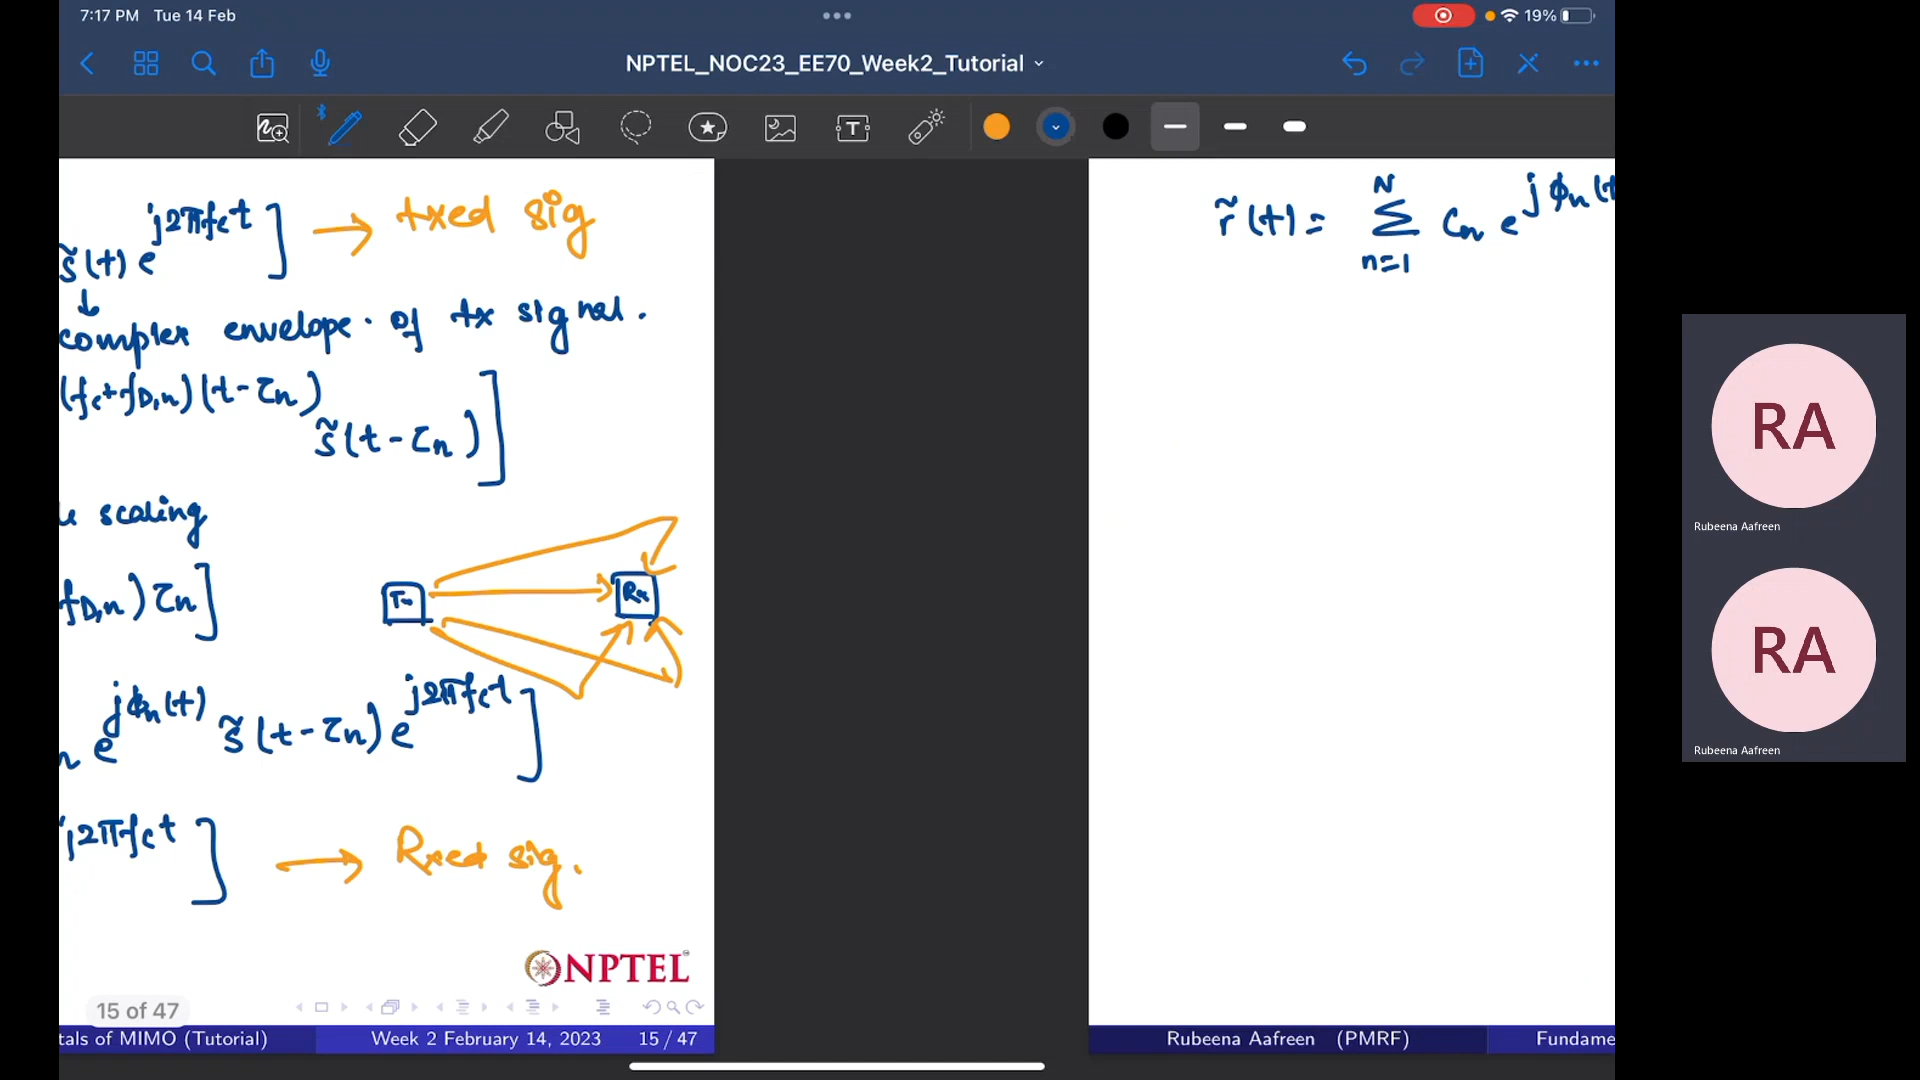 7:17 PM Tue 14 Feb
19%
NPTEL_NOC23_EE70_Week2_Tutorial
s̃(t) e^{j2πfct} ] → txed sig
↓
complex envelope of tx signal.
(fc+fD,n)(t-τn) s̃(t-τn) ]
scaling
fD,n) τn ]
Tx
Rx
e^{jϕn(t)} s̃(t-τn) e^{j2πfct} ]
j2πfct ] → Rxed sig.
NPTEL
15 of 47
tals of MIMO (Tutorial) Week 2 February 14, 2023 15 / 47
r̃(t) = Σ_{n=1}^{N} Cn e^{jϕn(t
Rubeena Aafreen (PMRF) Fundame
RA
Rubeena Aafreen
RA
Rubeena Aafreen